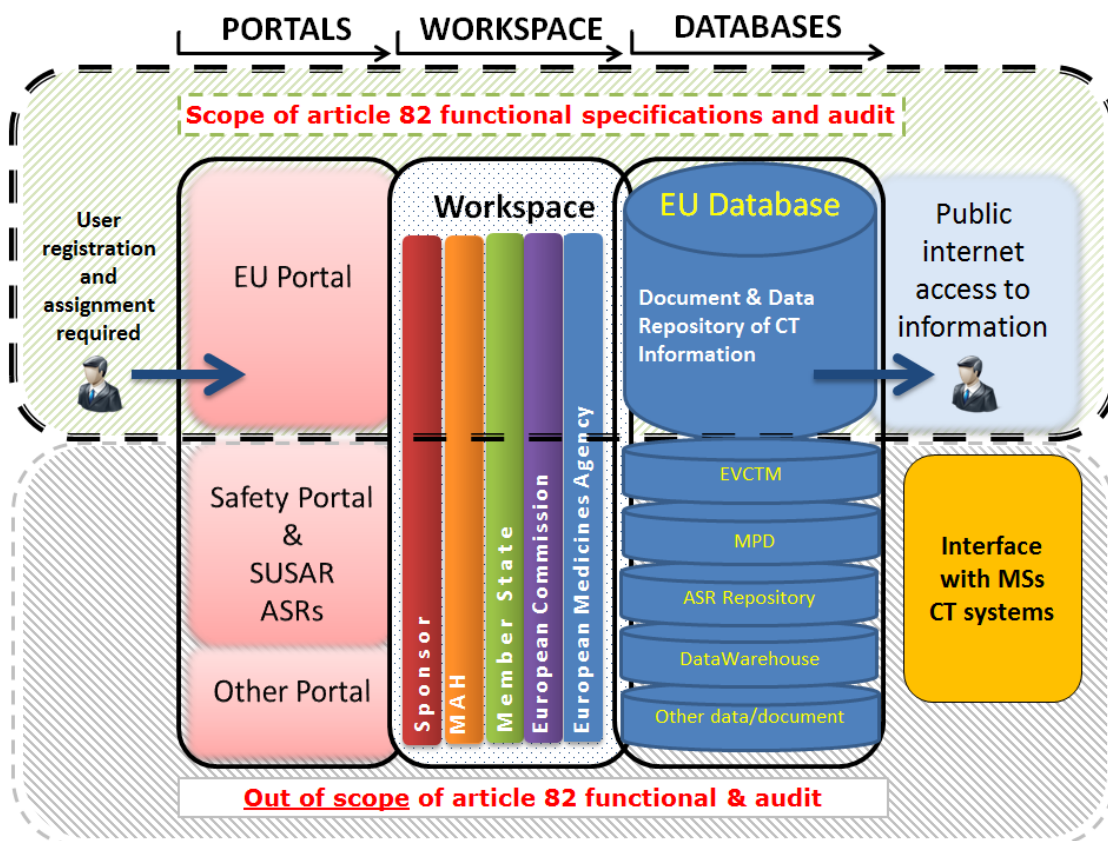 PORTALS
WORKSPACE
DATABASES
Scope of article 82 functional specifications and audit
User
registration
and
assignment
required
EU Portal
Safety Portal
&
SUSAR
ASRs
Other Portal
Workspace
Sponsor
MAH
Member State
European Commission
European Medicines Agency
EU Database
Document & Data
Repository of CT
Information
EVCTM
MPD
ASR Repository
DataWarehouse
Other data/document
Public
internet
access to
information
Interface
with MSs
CT systems
Out of scope of article 82 functional & audit